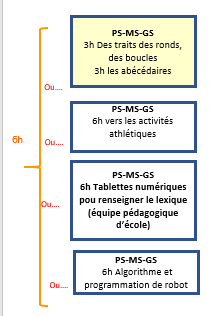 PS-MS-GS
3h Des traits des ronds,
des boucles
3h les abécédaires
Ou....
PS-MS-GS
6h vers les activités
athlétiques
Ou....
6h
PS-MS-GS
6h Tablettes numériques
pou renseigner le lexique
(équipe pédagogique
d'école)
Ou....
PS-MS-GS
6h Algorithme et
programmation de robot
Ou....